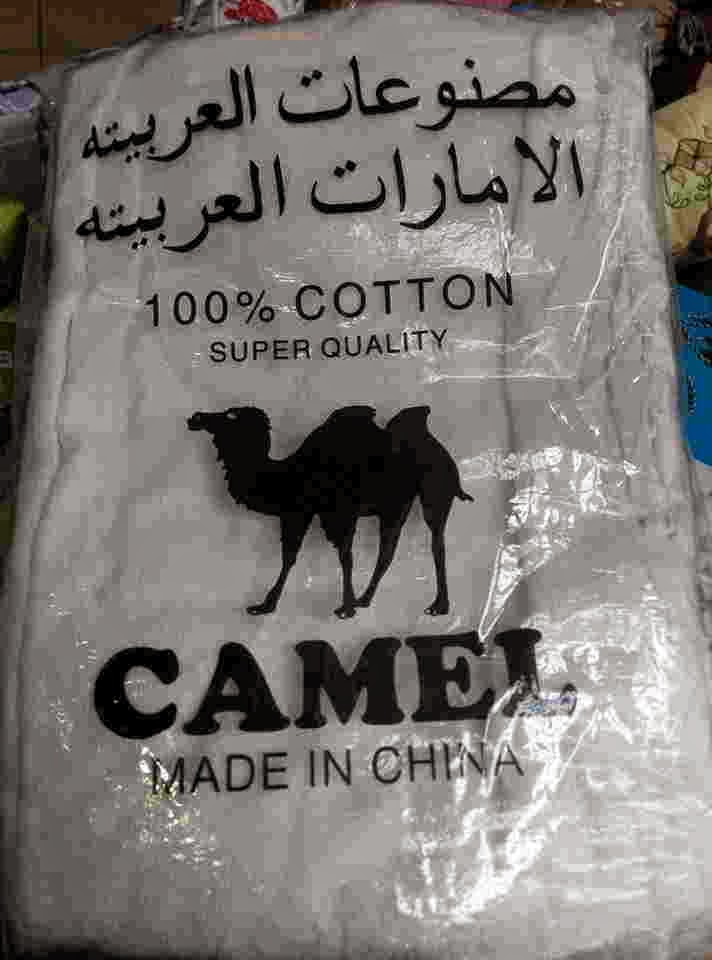 مصنوعات العربيته
الامارات العربيته
100% COTTON
SUPER QUALITY
CAMEL
MADE IN CHINA